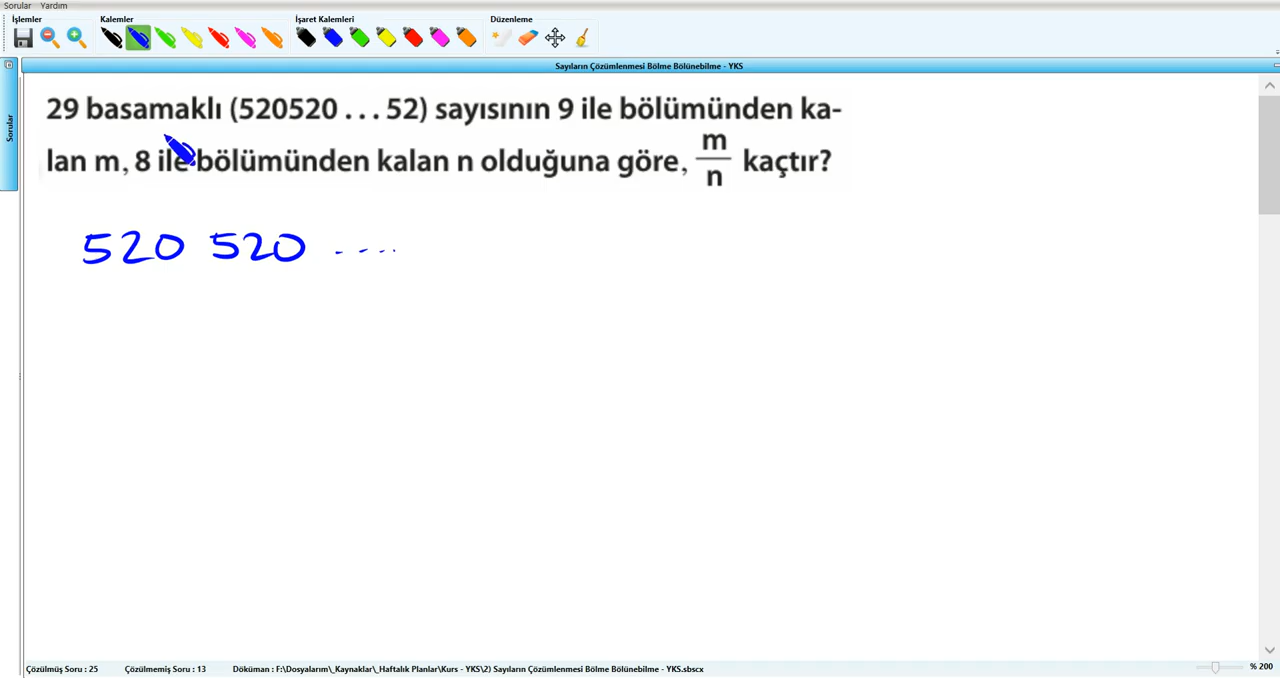 Sorular Yardım
İşlemler Kalemler İşaret Kalemleri Düzenleme
Sayıların Çözümlenmesi Bölme Bölünebilme - YKS
Sorular
29 basamaklı (520520 . . . 52) sayısının 9 ile bölümünden ka-
lan m, 8 ile bölümünden kalan n olduğuna göre, m/n kaçtır?
520 520 ....
Çözülmüş Soru : 25 Çözülmemiş Soru : 13 Döküman : F:\Dosyalarım\_Kaynaklar\_Haftalık Planlar\Kurs - YKS\2) Sayıların Çözümlenmesi Bölme Bölünebilme - YKS.sbscx % 200